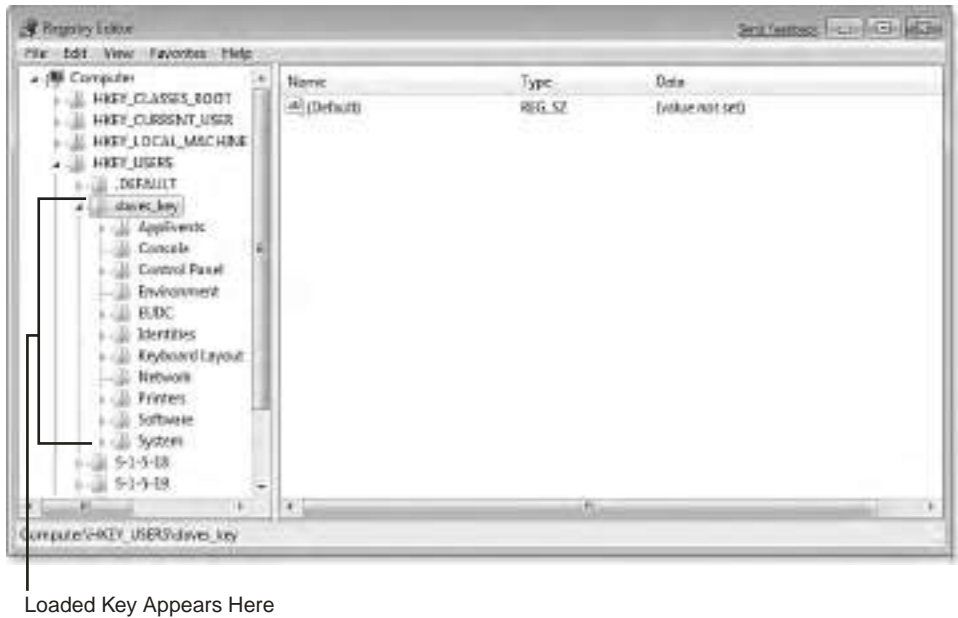 Registry Editor
Send Feedback
File Edit View Favorites Help
Computer
HKEY_CLASSES_ROOT
HKEY_CURRENT_USER
HKEY_LOCAL_MACHINE
HKEY_USERS
.DEFAULT
daves_key
AppEvents
Console
Control Panel
Environment
EUDC
Identities
Keyboard Layout
Network
Printers
Software
System
S-1-5-18
S-1-5-19
Name Type Data
ab (Default) REG_SZ (value not set)
Computer\HKEY_USERS\daves_key
Loaded Key Appears Here